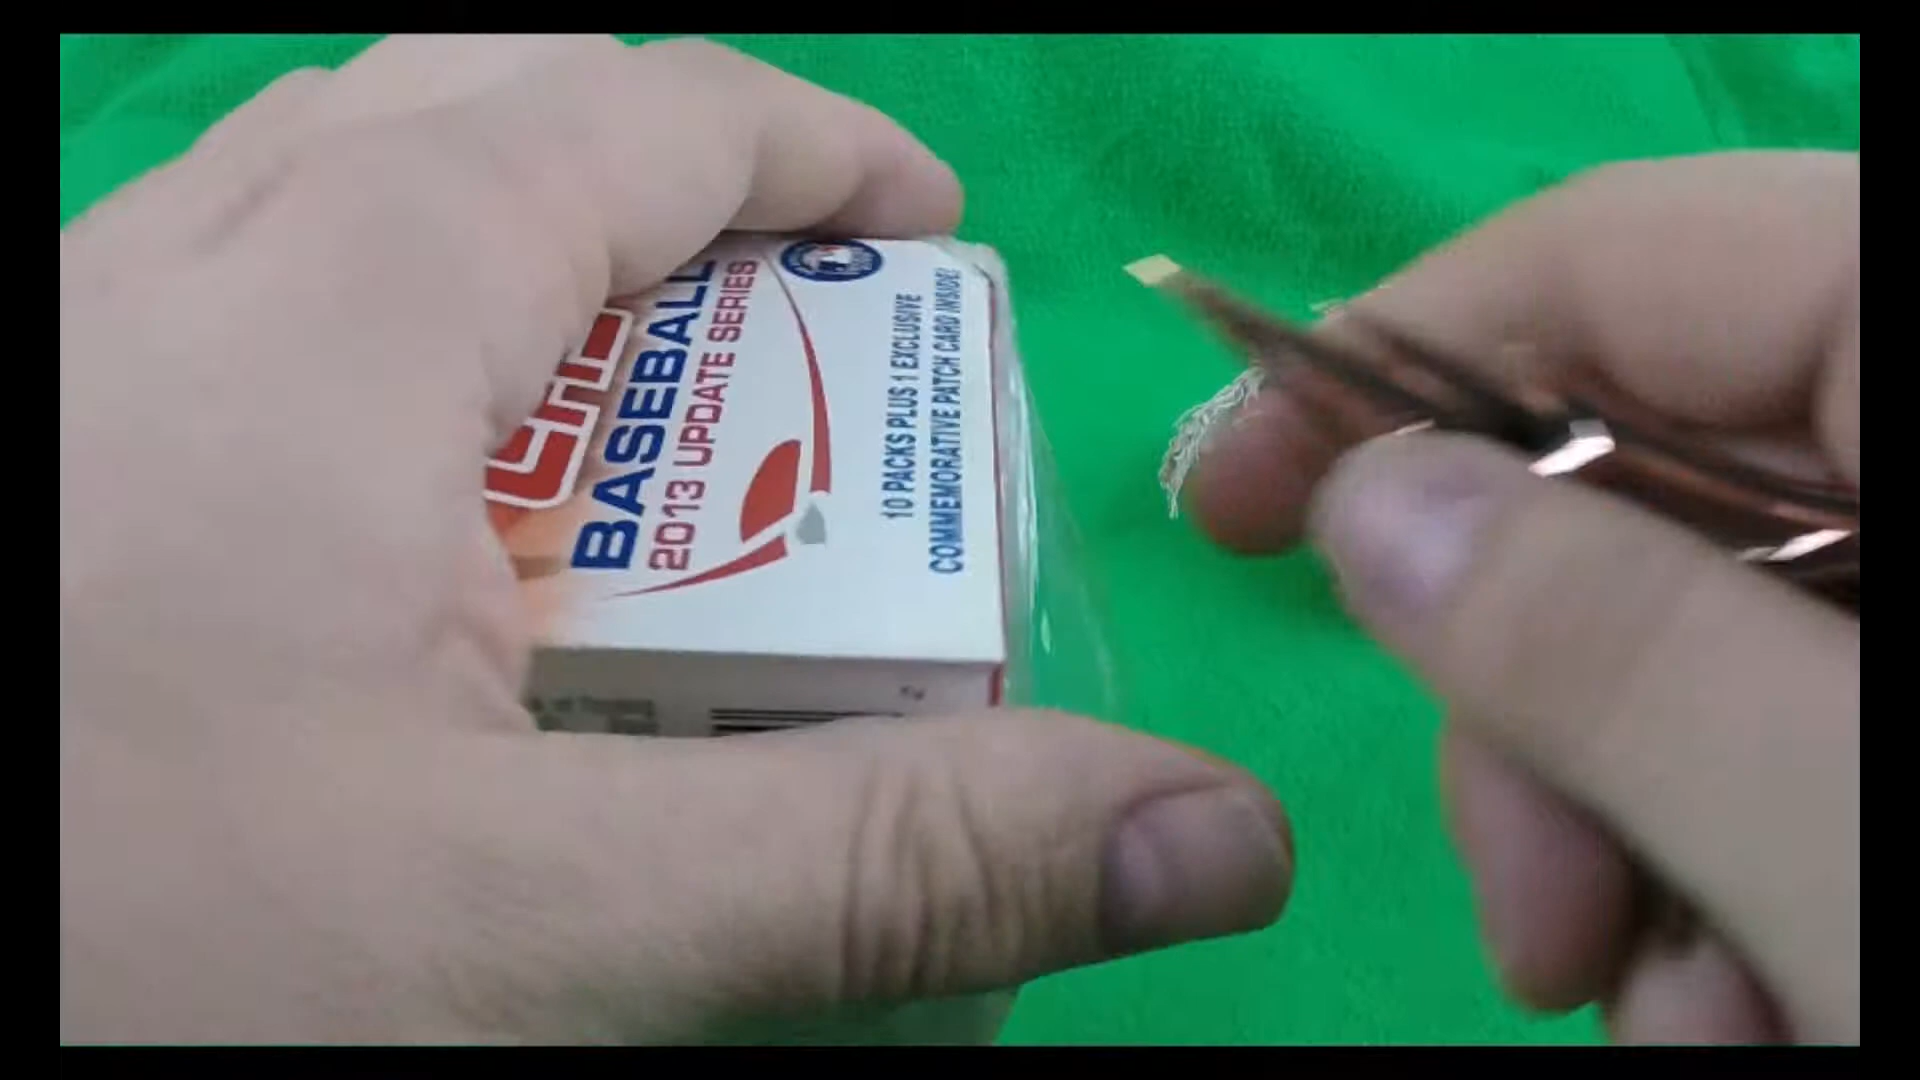 BASEBALL
2013 UPDATE SERIES
10 PACKS PLUS 1 EXCLUSIVE
COMMEMORATIVE PATCH CARD INSIDE!